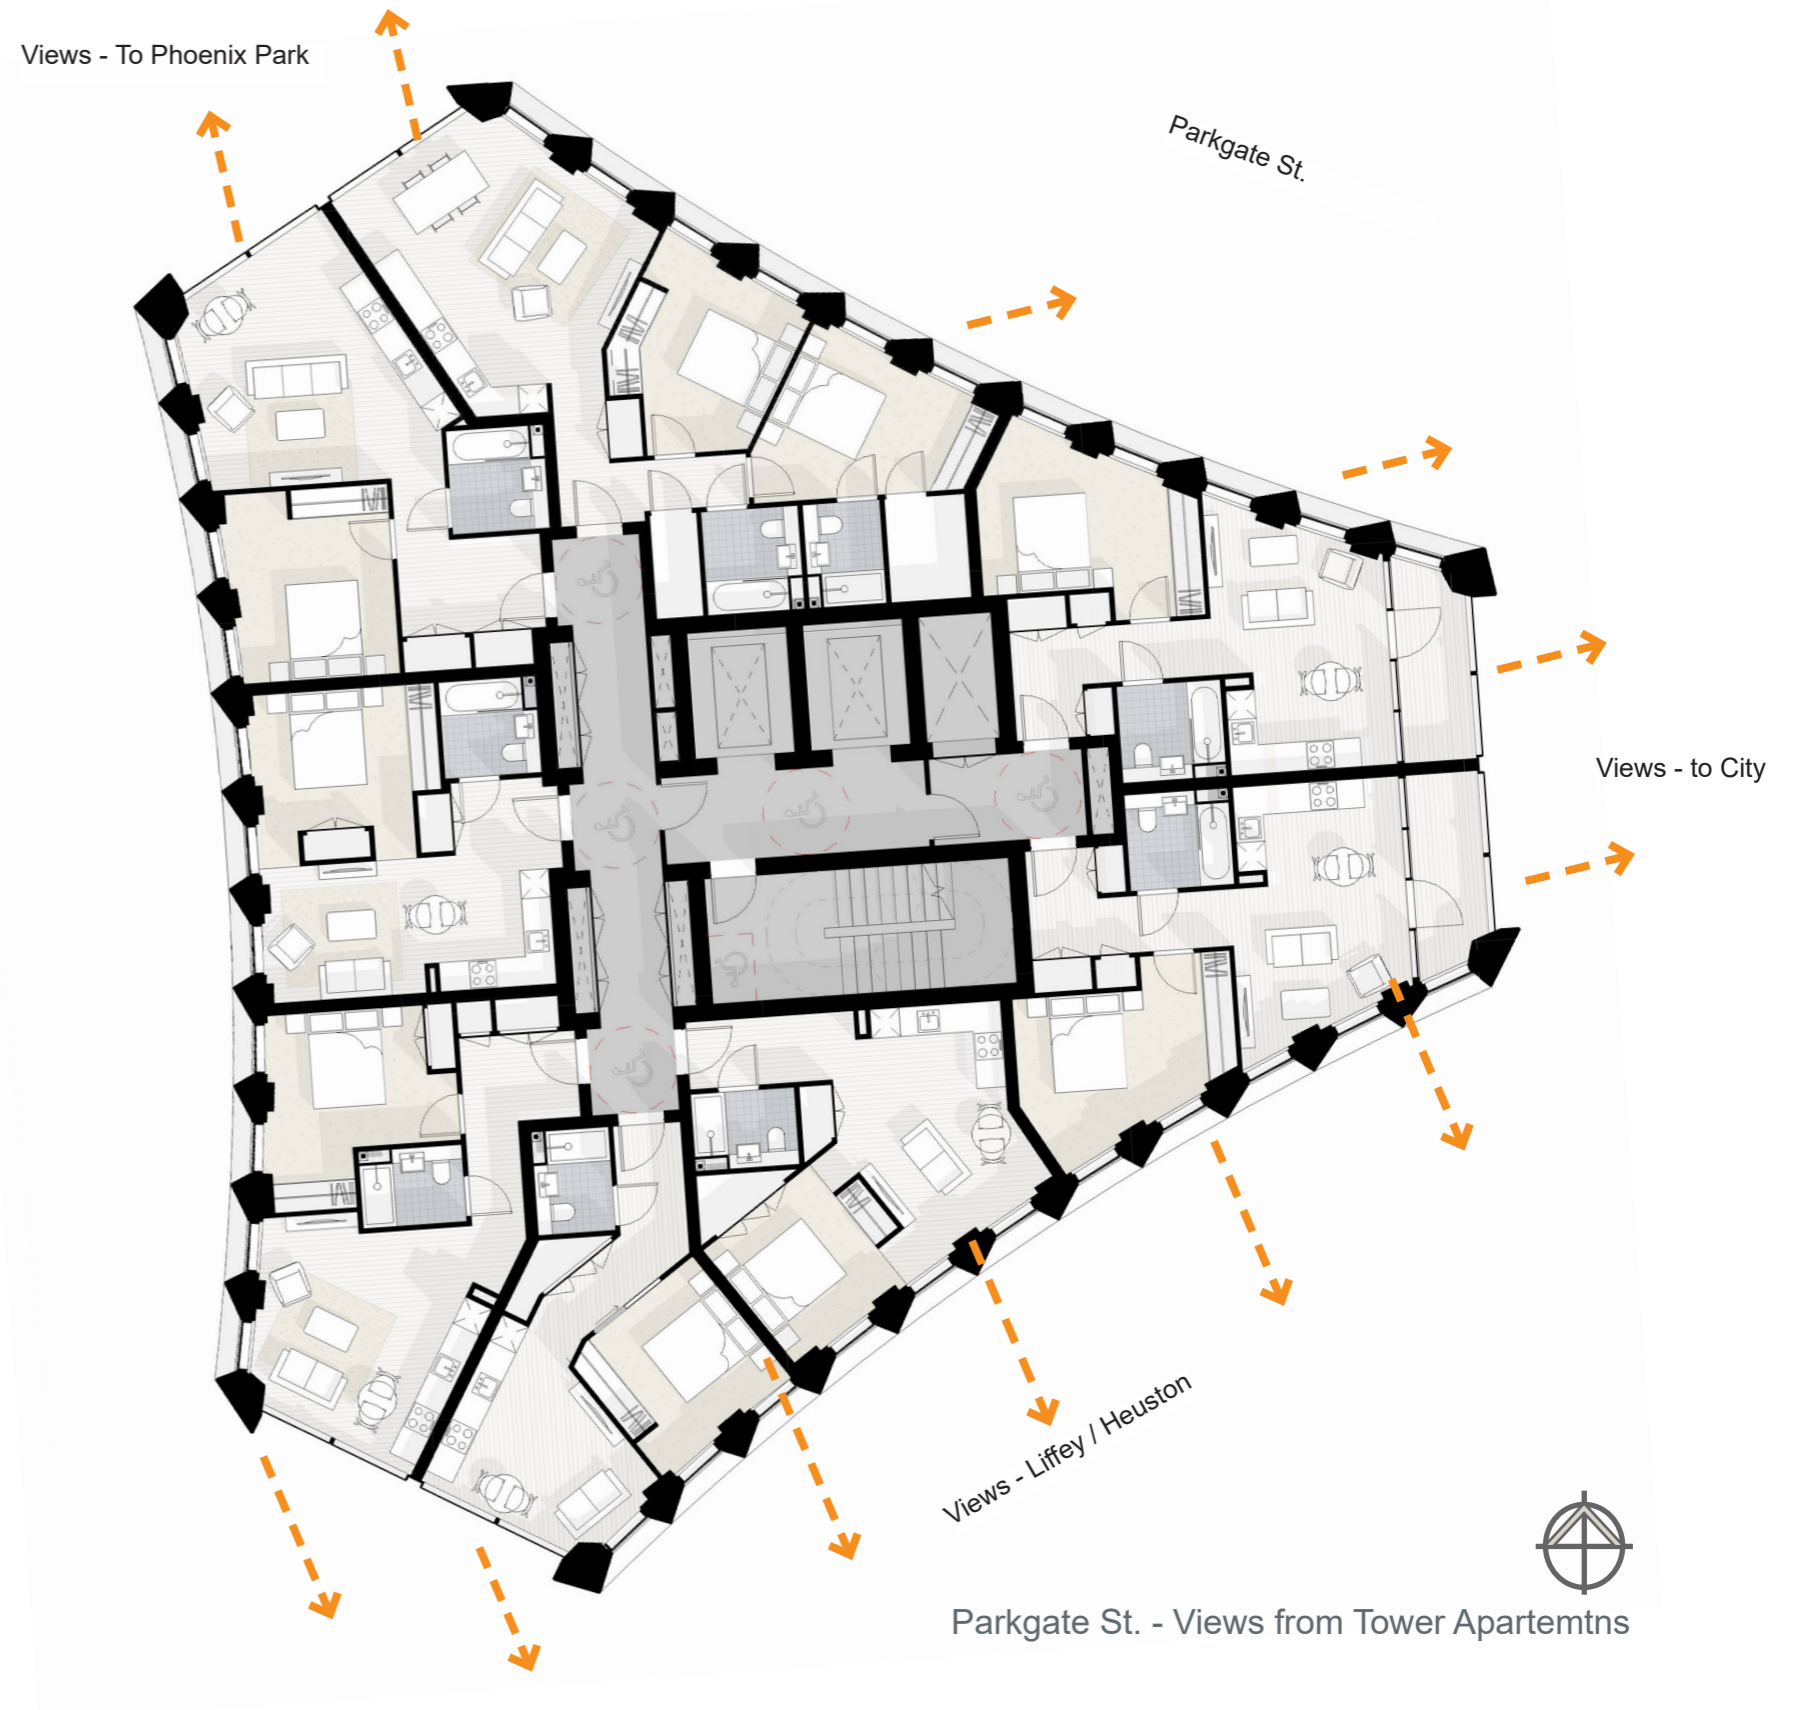 Views - To Phoenix Park
Parkgate St.
Views - to City
Views - Liffey / Heuston
Parkgate St. - Views from Tower Apartemtns